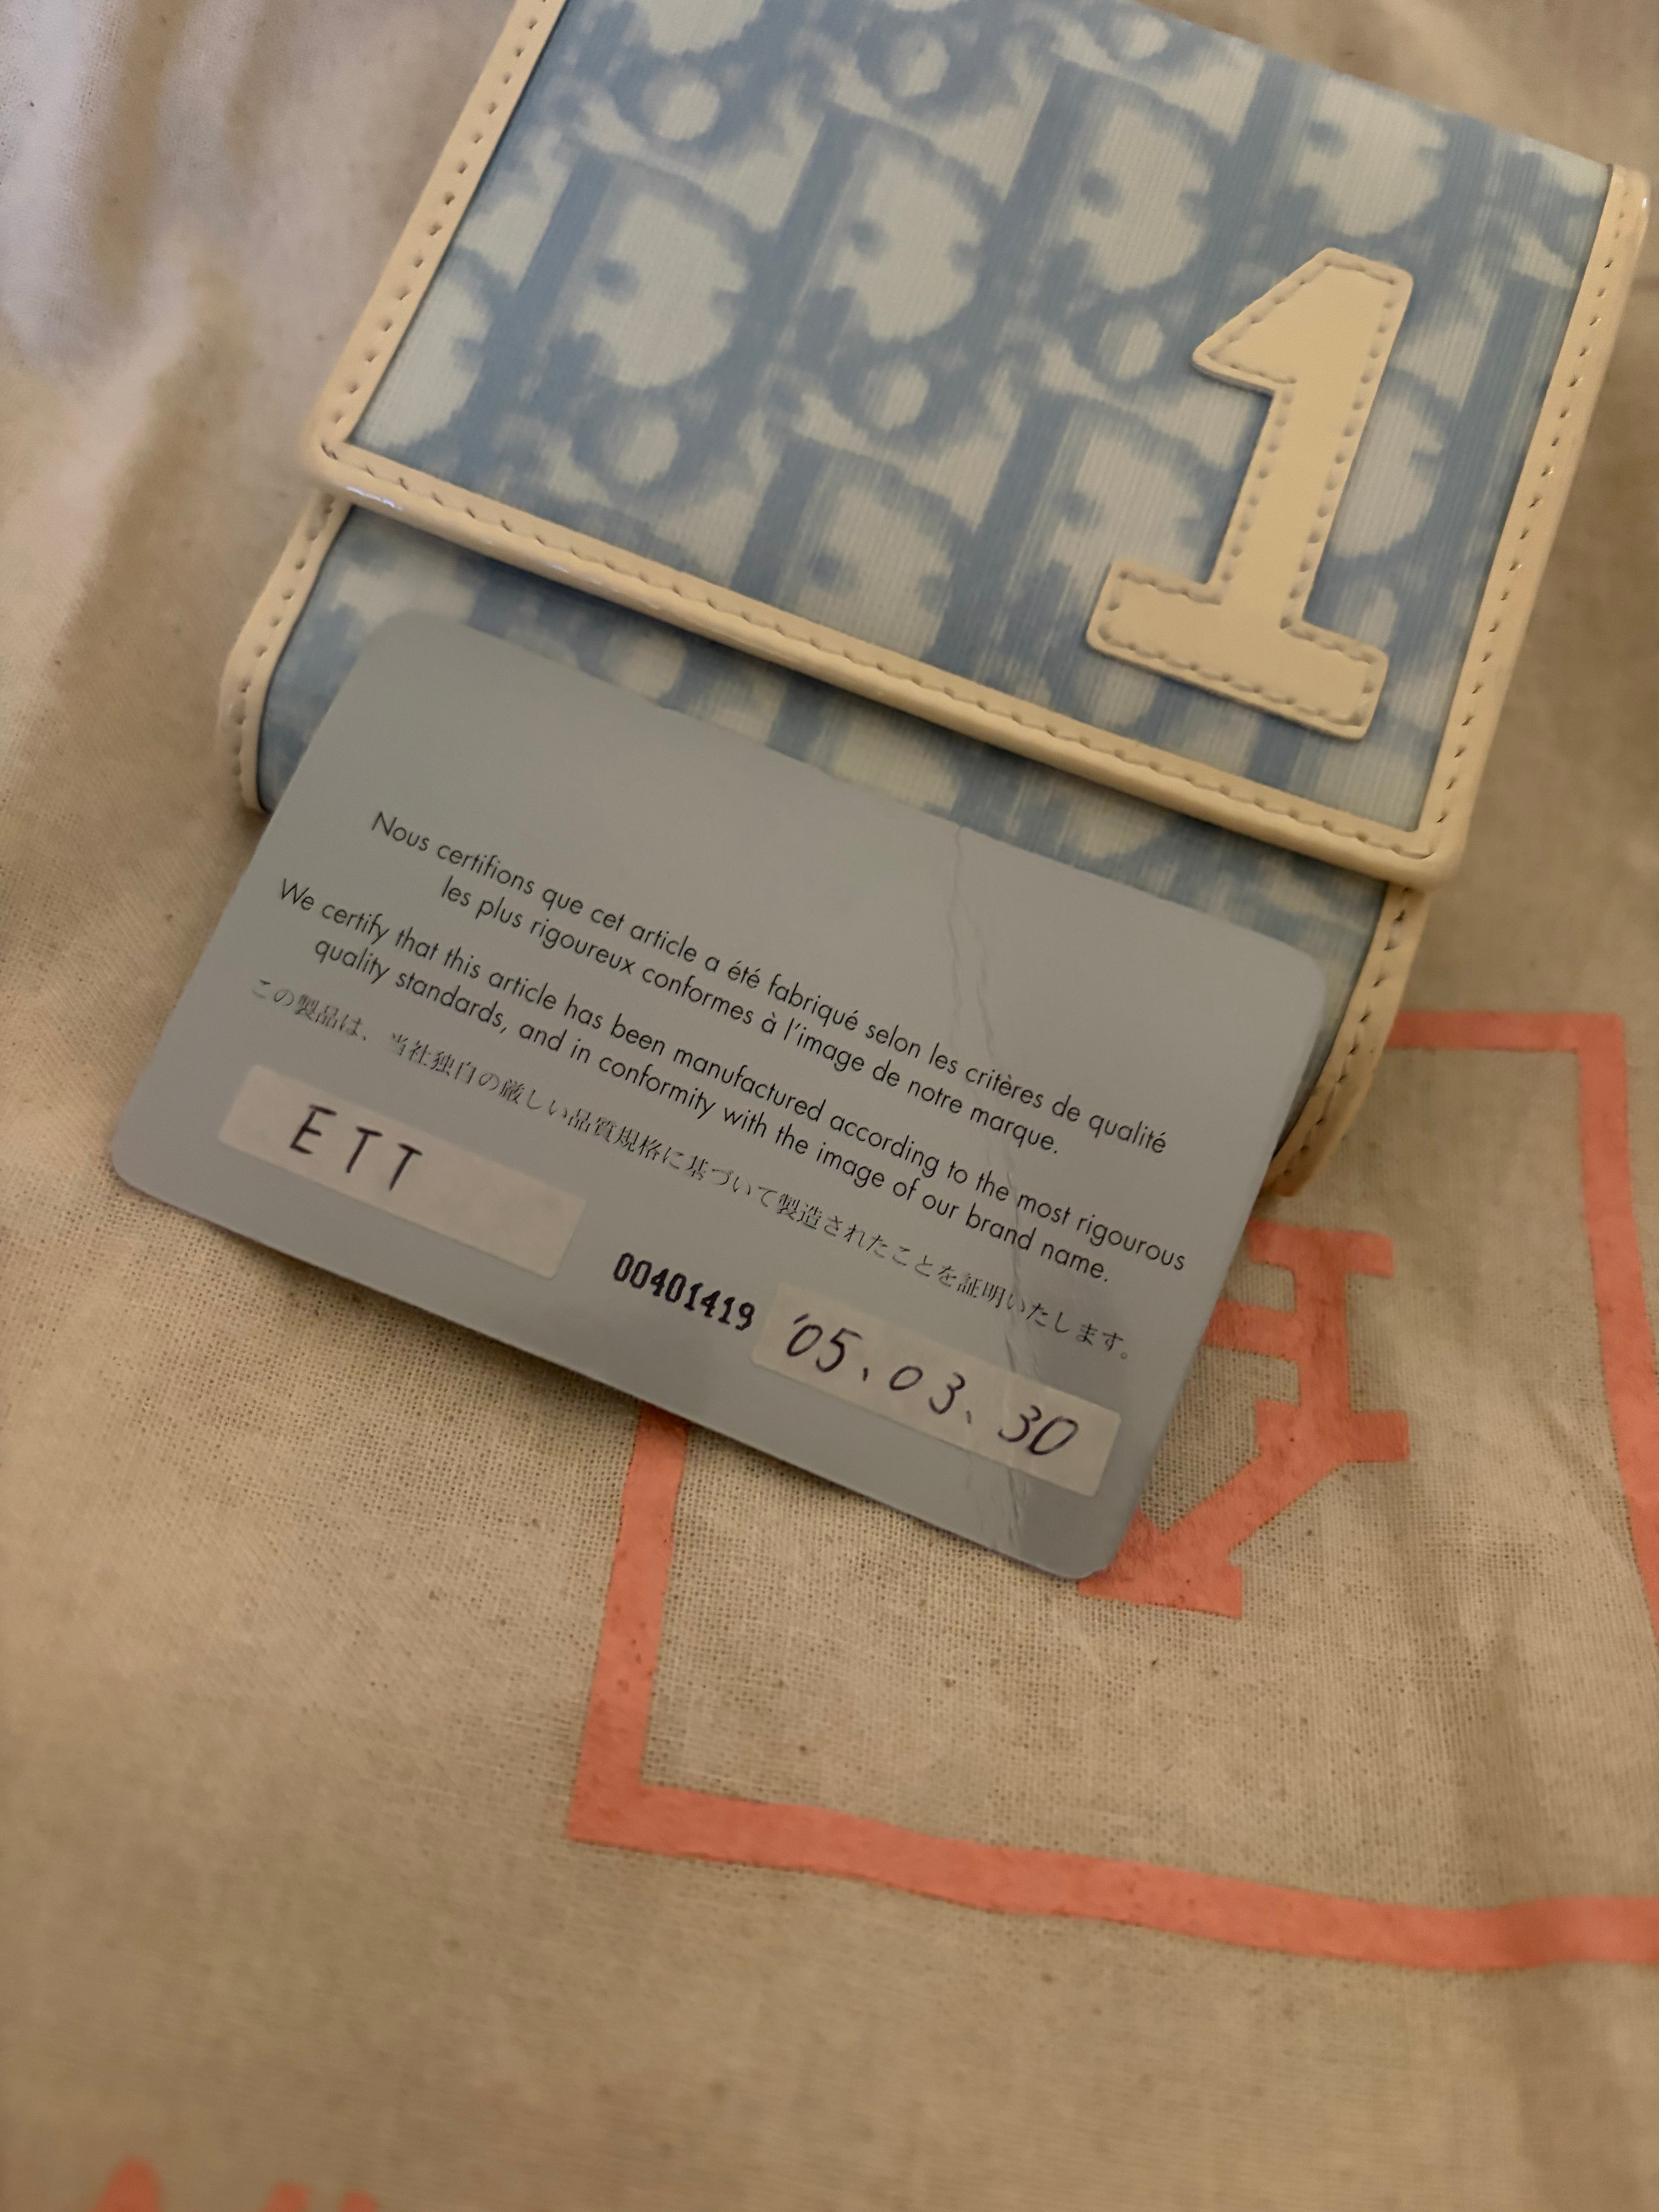 1
Nous certifions que cet article a été fabriqué selon les critères de qualité
les plus rigoureux conformes à l'image de notre marque.
We certify that this article has been manufactured according to the most rigourous
quality standards, and in conformity with the image of our brand name.
この製品は、当社独自の厳しい品質規格に基づいて製造されたことを証明いたします。
ETT
00401419
'05、03、30